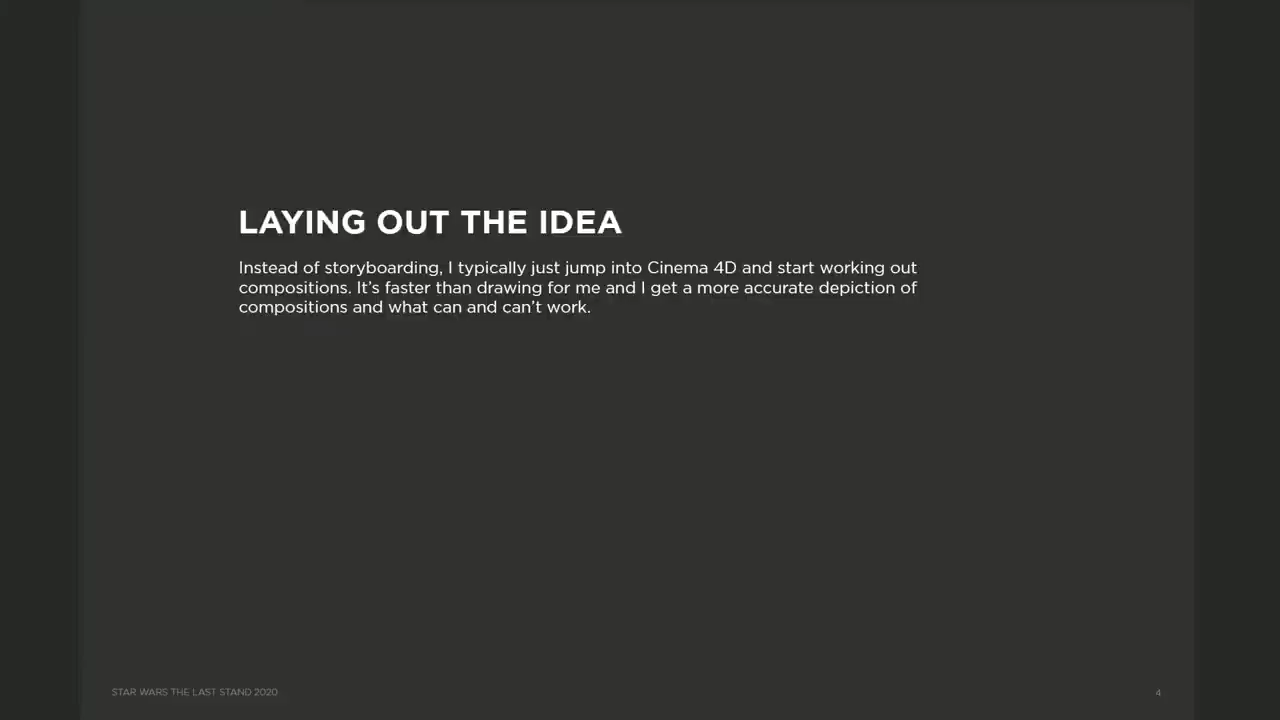 LAYING OUT THE IDEA
Instead of storyboarding, I typically just jump into Cinema 4D and start working out
compositions. It's faster than drawing for me and I get a more accurate depiction of
compositions and what can and can't work.
STAR WARS THE LAST STAND 2020
4